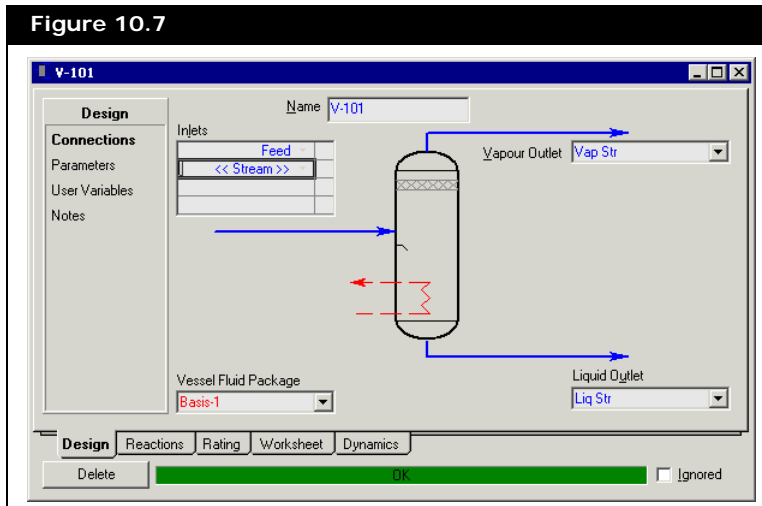 Figure 10.7
V-101
Design
Connections
Parameters
User Variables
Notes
Name V-101
Inlets
Feed
<< Stream >>
Vapour Outlet Vap Str
Vessel Fluid Package
Basis-1
Liquid Outlet
Liq Str
Design Reactions Rating Worksheet Dynamics
Delete OK Ignored